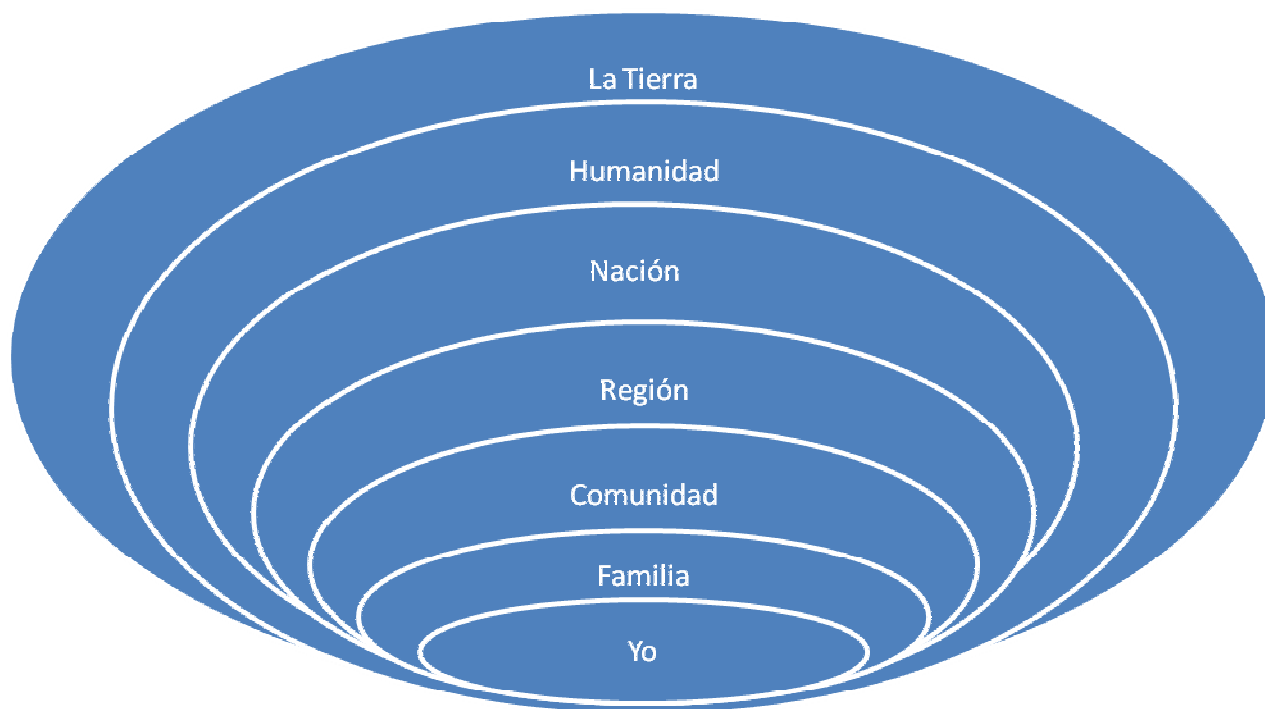 La Tierra
Humanidad
Nación
Región
Comunidad
Familia
Yo